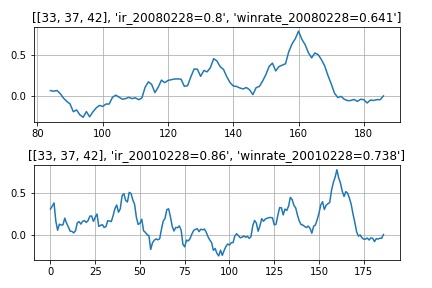 [[33, 37, 42], 'ir_20080228=0.8', 'winrate_20080228=0.641']
0.5
0.0
80 100 120 140 160 180
[[33, 37, 42], 'ir_20010228=0.86', 'winrate_20010228=0.738']
0.5
0.0
0 25 50 75 100 125 150 175